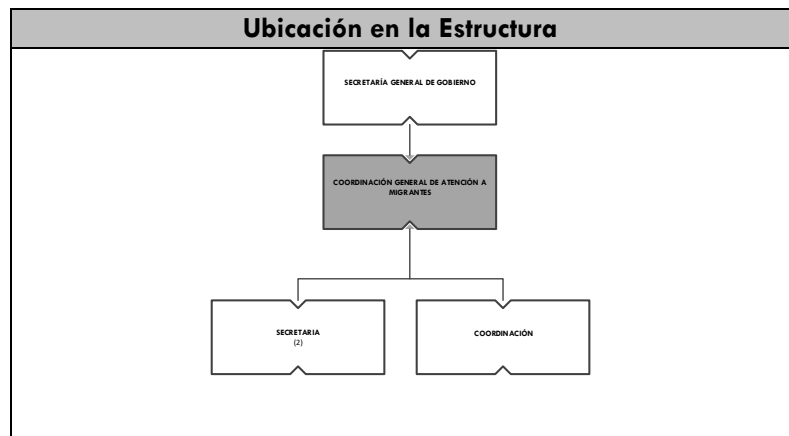 Ubicación en la Estructura
SECRETARÍA GENERAL DE GOBIERNO
COORDINACIÓN GENERAL DE ATENCIÓN A
MIGRANTES
SECRETARIA
(2)
COORDINACIÓN